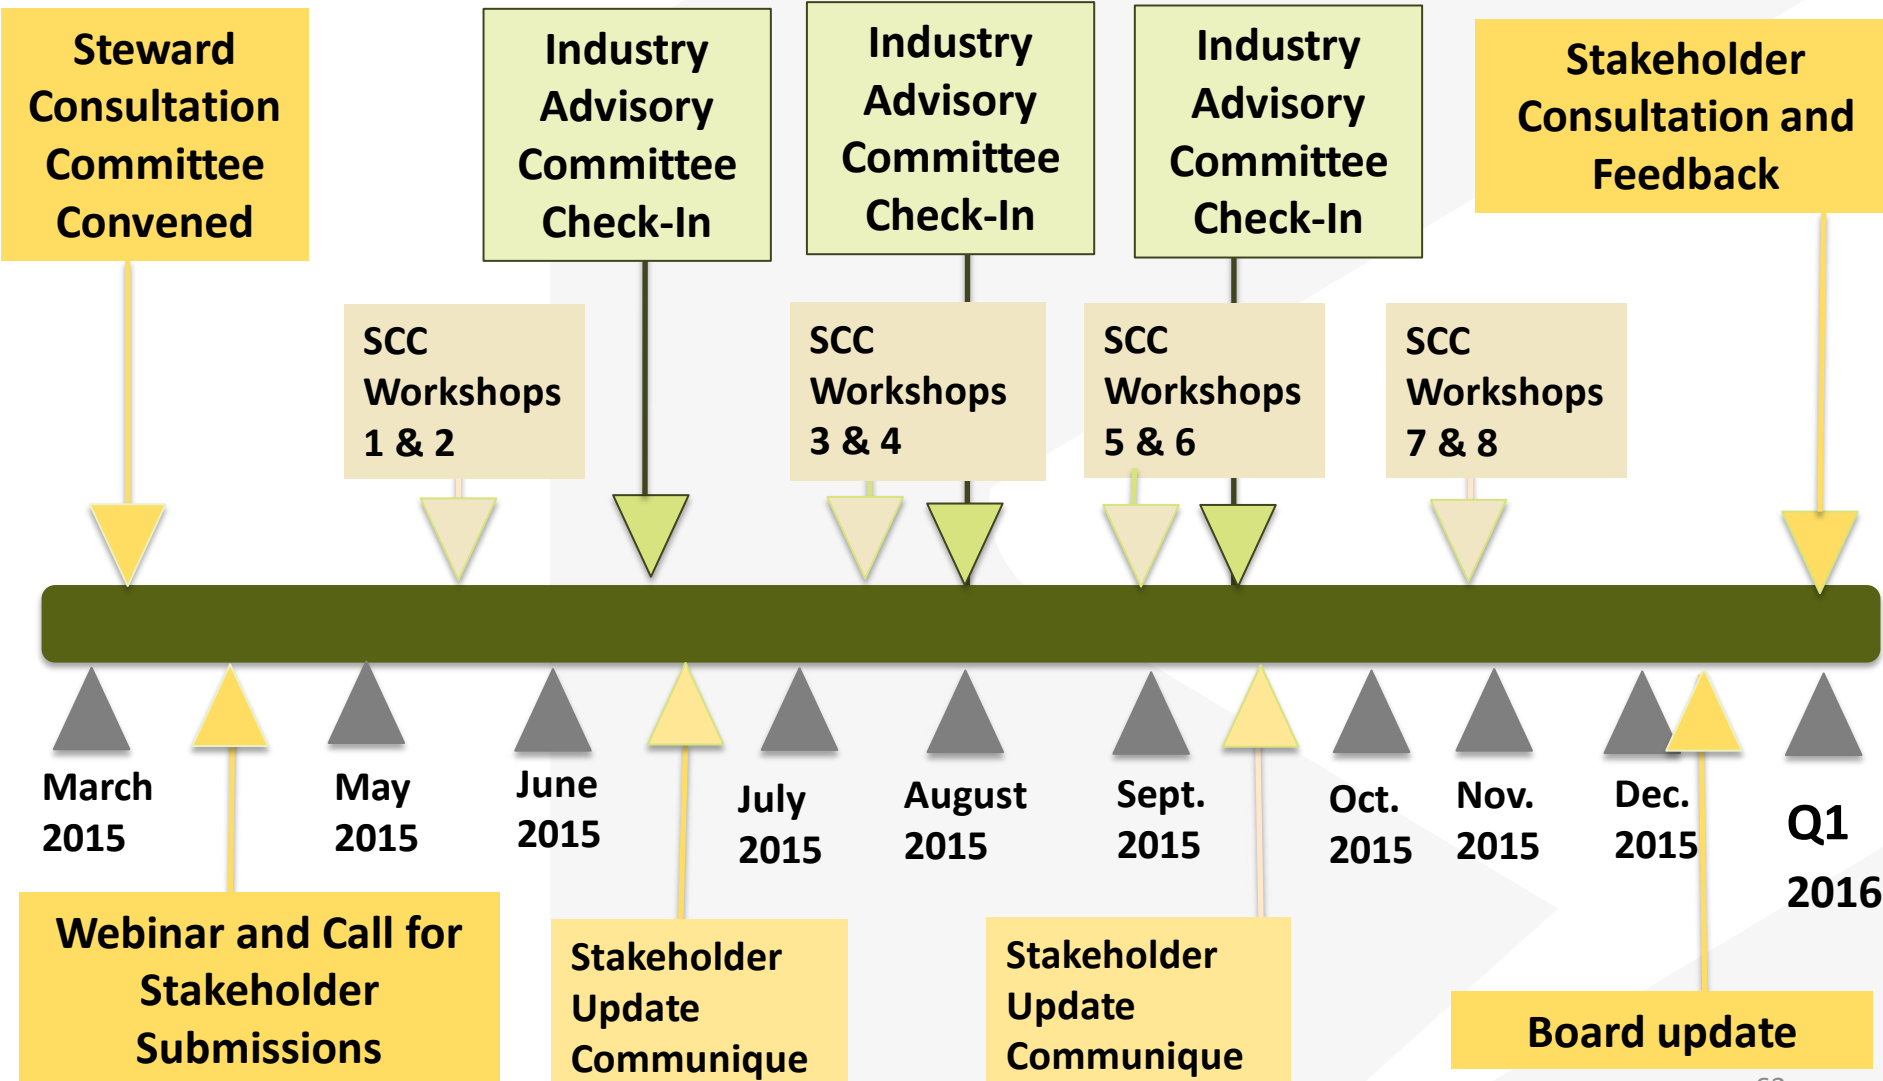 Steward
Consultation
Committee
Convened
Industry
Advisory
Committee
Check-In
Industry
Advisory
Committee
Check-In
Industry
Advisory
Committee
Check-In
Stakeholder
Consultation and
Feedback
SCC
Workshops
1 & 2
SCC
Workshops
3 & 4
SCC
Workshops
5 & 6
SCC
Workshops
7 & 8
March
2015
May
2015
June
2015
July
2015
August
2015
Sept.
2015
Oct.
2015
Nov.
2015
Dec.
2015
Q1
2016
Webinar and Call for
Stakeholder
Submissions
Stakeholder
Update
Communique
Stakeholder
Update
Communique
Board update